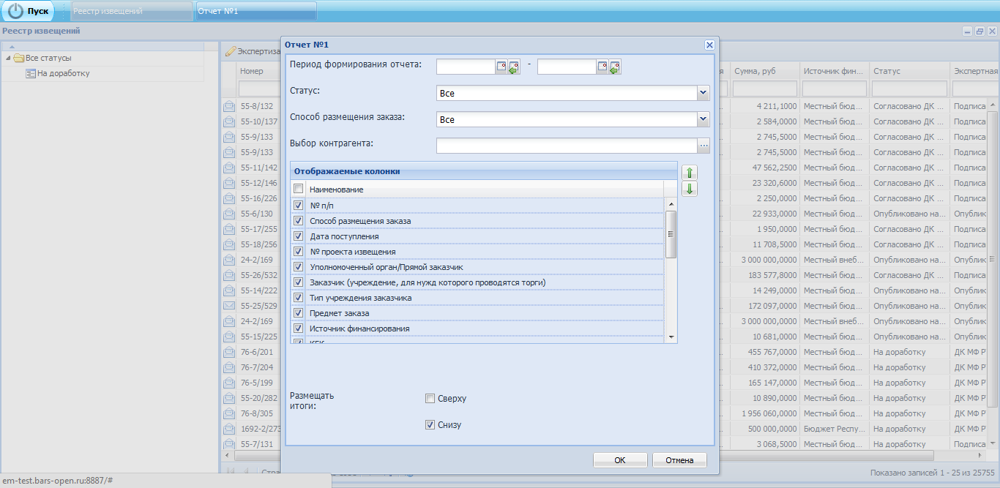 Пуск
Реестр извещений
Отчет №1
Реестр извещений
Все статусы
На доработку
Экспертиза
Номер
Сумма, руб
Источник фин...
Статус
Экспертная
55-8/132 4 211,1000 Местный бюд... Согласовано ДК ... Подписа
55-10/137 2 584,0000 Местный бюд... Согласовано ДК ... Подписа
55-9/133 2 745,5000 Местный бюд... Согласовано ДК ... Подписа
55-9/133 2 745,5000 Местный бюд... Согласовано ДК ... Подписа
55-11/142 47 562,2500 Местный бюд... Согласовано ДК ... Подписа
55-12/146 23 320,6000 Местный бюд... Согласовано ДК ... Подписа
55-16/226 2 250,0000 Местный бюд... Согласовано ДК ... Подписа
55-6/130 22 933,0000 Местный бюд... Опубликовано на... Опублик
55-17/255 1 950,0000 Местный бюд... Согласовано ДК ... Подписа
55-18/256 11 708,5000 Местный бюд... Согласовано ДК ... Подписа
24-2/169 3 000 000,0000 Местный внеб... Опубликовано на... Опублик
55-26/532 183 577,8000 Местный бюд... Согласовано ДК ... Подписа
55-14/222 14 249,0000 Местный бюд... Опубликовано на... Опублик
55-25/529 172 097,0000 Местный бюд... Опубликовано на... Опублик
24-2/169 3 000 000,0000 Местный внеб... Опубликовано на... Опублик
55-15/225 10 681,0000 Местный бюд... Опубликовано на... Опублик
76-6/201 455 767,0000 Местный бюд... На доработку ДК МФ Р
76-7/204 410 372,0000 Местный бюд... На доработку ДК МФ Р
76-5/199 165 147,0000 Местный бюд... На доработку ДК МФ Р
55-20/282 10 890,0000 Местный бюд... На доработку ДК МФ Р
76-8/305 1 956 060,0000 Местный бюд... На доработку ДК МФ Р
1692-2/273 500 000,0000 Бюджет Респу... На доработку ДК МФ Р
55-7/131 3 068,5000 Местный бюд... На доработку Подписа
Отчет №1
Период формирования отчета: -
Статус: Все
Способ размещения заказа: Все
Выбор контрагента: ...
Отображаемые колонки
Наименование
№ п/п
Способ размещения заказа
Дата поступления
№ проекта извещения
Уполномоченный орган/Прямой заказчик
Заказчик (учреждение, для нужд которого проводятся торги)
Тип учреждения заказчика
Предмет заказа
Источник финансирования
Размещать
итоги:
Сверху
Снизу
ОК
Отмена
Стра
Показано записей 1 - 25 из 25755
em-test.bars-open.ru:8887/#